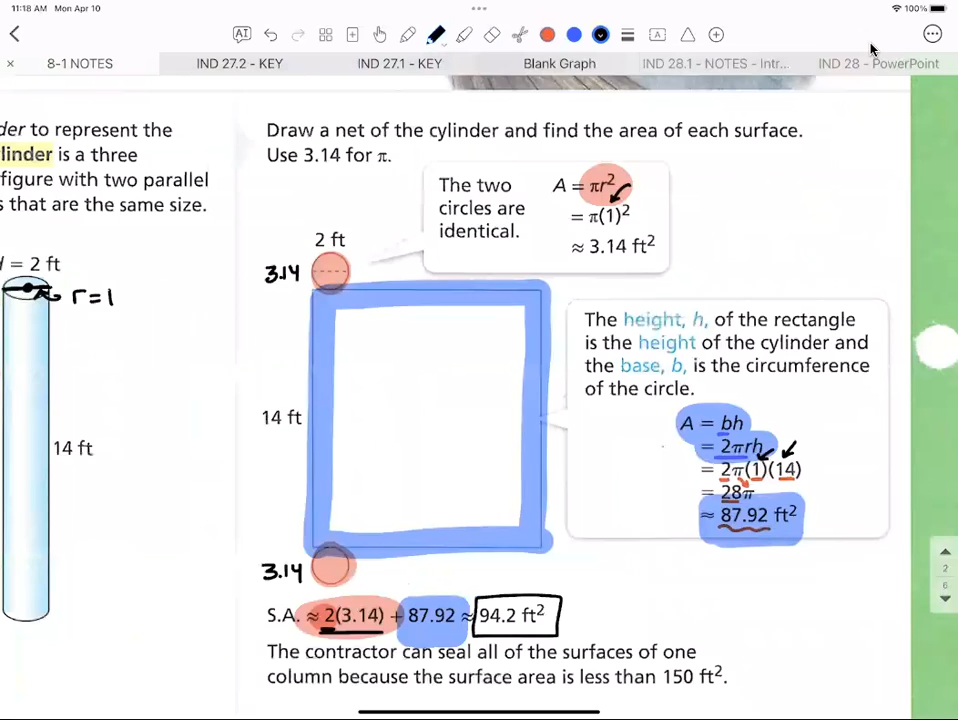 11:18 AM Mon Apr 10
100%
AI
A
8-1 NOTES
IND 27.2 - KEY
IND 27.1 - KEY
Blank Graph
IND 28.1 - NOTES - Intr...
IND 28 - PowerPoint
der to represent the
linder is a three
figure with two parallel
s that are the same size.
d = 2 ft
r=1
14 ft
Draw a net of the cylinder and find the area of each surface.
Use 3.14 for π.
The two
circles are
identical.
A = πr²
= π(1)²
≈ 3.14 ft²
2 ft
3.14
14 ft
The height, h, of the rectangle
is the height of the cylinder and
the base, b, is the circumference
of the circle.
A = bh
= 2πrh
= 2π(1)(14)
= 28π
≈ 87.92 ft²
3.14
S.A. ≈ 2(3.14) + 87.92 ≈ 94.2 ft²
The contractor can seal all of the surfaces of one
column because the surface area is less than 150 ft².
2
6